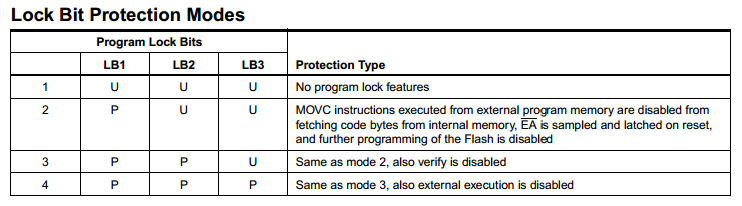 Lock Bit Protection Modes
Program Lock Bits
LB1 LB2 LB3 Protection Type
1 U U U No program lock features
2 P U U MOVC instructions executed from external program memory are disabled from
fetching code bytes from internal memory, E̅A̅ is sampled and latched on reset,
and further programming of the Flash is disabled
3 P P U Same as mode 2, also verify is disabled
4 P P P Same as mode 3, also external execution is disabled